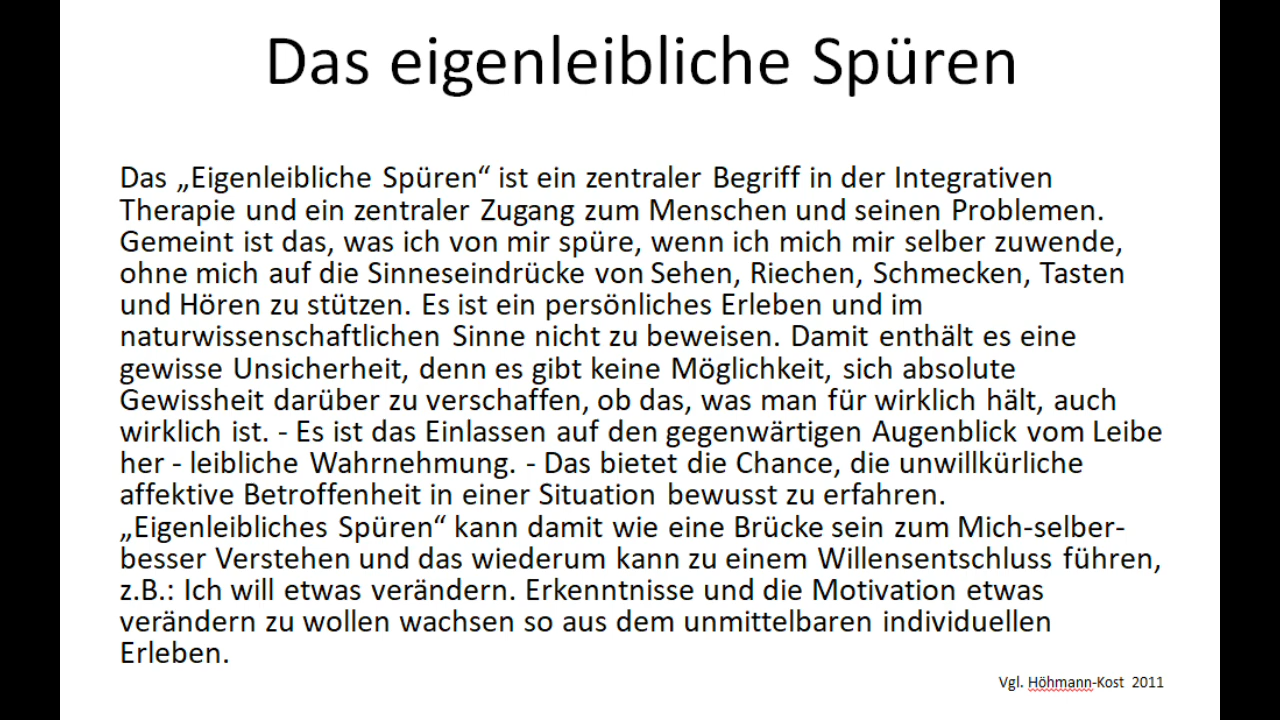 Das eigenleibliche Spüren
Das „Eigenleibliche Spüren“ ist ein zentraler Begriff in der Integrativen
Therapie und ein zentraler Zugang zum Menschen und seinen Problemen.
Gemeint ist das, was ich von mir spüre, wenn ich mich mir selber zuwende,
ohne mich auf die Sinneseindrücke von Sehen, Riechen, Schmecken, Tasten
und Hören zu stützen. Es ist ein persönliches Erleben und im
naturwissenschaftlichen Sinne nicht zu beweisen. Damit enthält es eine
gewisse Unsicherheit, denn es gibt keine Möglichkeit, sich absolute
Gewissheit darüber zu verschaffen, ob das, was man für wirklich hält, auch
wirklich ist. - Es ist das Einlassen auf den gegenwärtigen Augenblick vom Leibe
her - leibliche Wahrnehmung. - Das bietet die Chance, die unwillkürliche
affektive Betroffenheit in einer Situation bewusst zu erfahren.
„Eigenleibliches Spüren“ kann damit wie eine Brücke sein zum Mich-selber-
besser Verstehen und das wiederum kann zu einem Willensentschluss führen,
z.B.: Ich will etwas verändern. Erkenntnisse und die Motivation etwas
verändern zu wollen wachsen so aus dem unmittelbaren individuellen
Erleben.
Vgl. Höhmann-Kost 2011